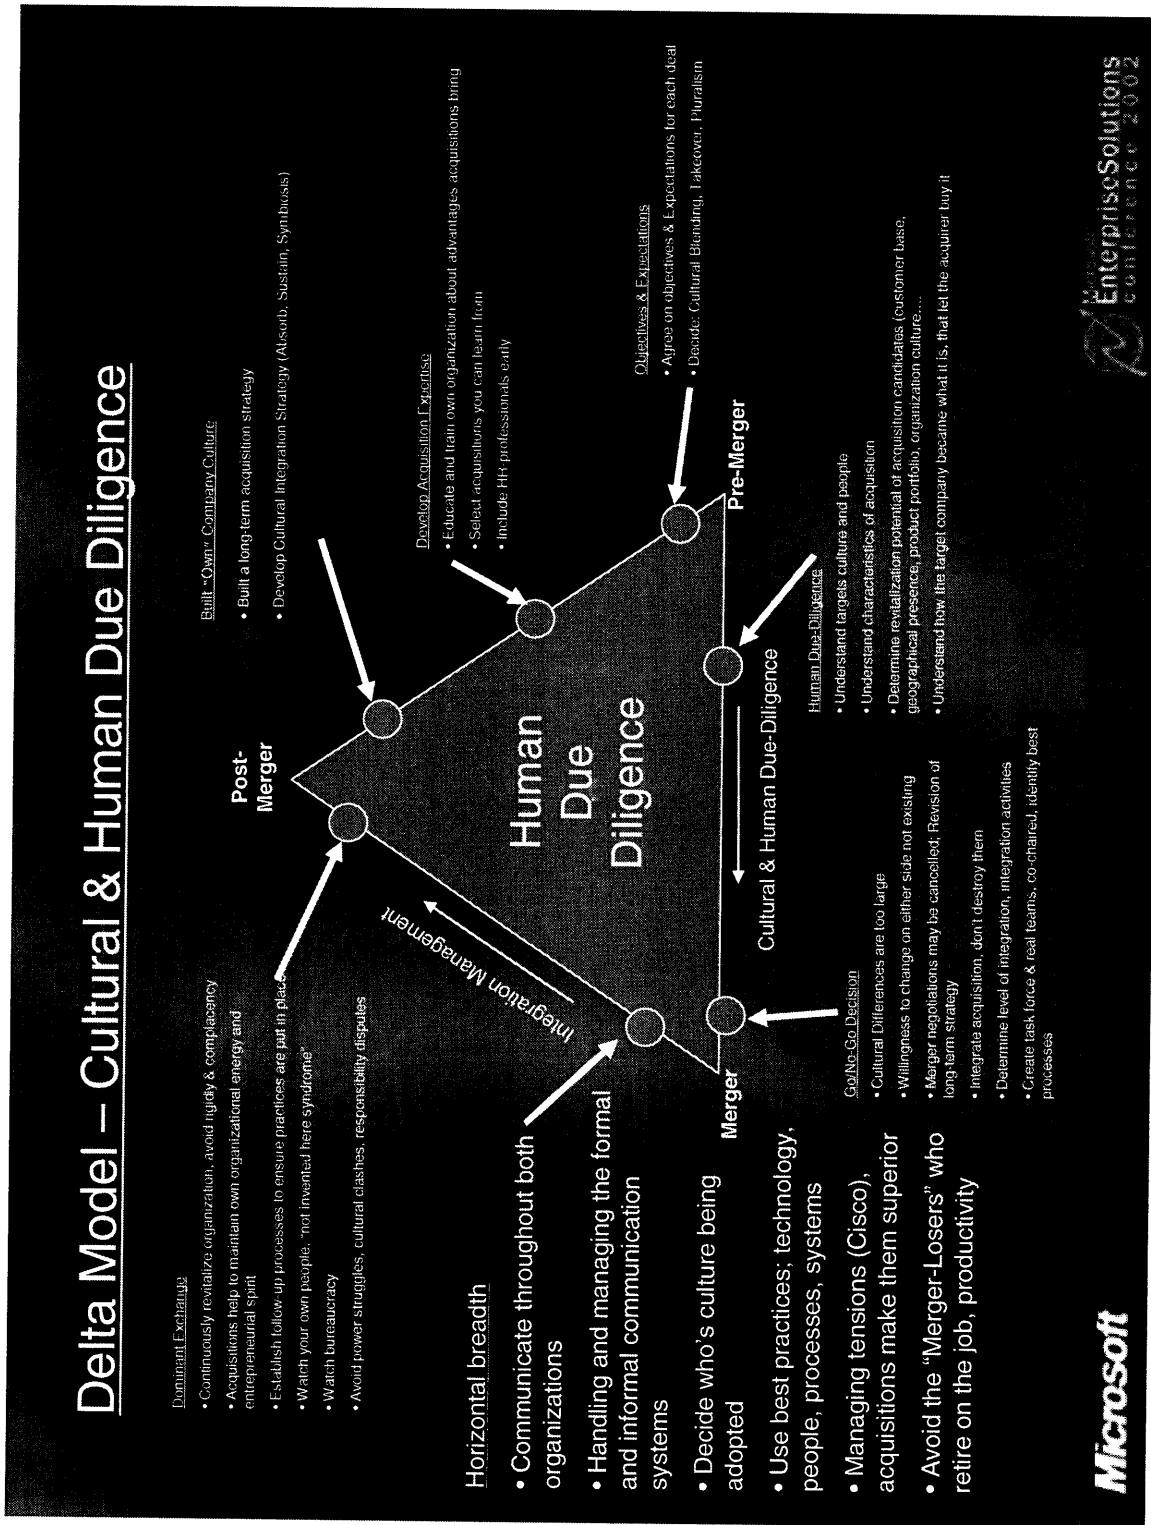 Delta Model – Cultural & Human Due Diligence
Dominant Exchange
• Continuously revitalize organization, avoid rigidy & complacency
• Acquisitions help to maintain own organizational energy and
entrepreneurial spirit
• Establish follow-up processes to ensure practices are put in place
• Watch your own people, "not invented here syndrome"
• Watch bureaucracy
• Avoid power struggles, cultural clashes, responsibility disputes
Built "Own" Company Culture
• Built a long-term acquisition strategy
• Develop Cultural Integration Strategy (Absorb, Sustain, Symbiosis)
Develop Acquisition Expertise
• Educate and train own organization about advantages acquisitions bring
• Select acquisitions you can learn from
• Include HR professionals early
Objectives & Expectations
• Agree on objectives & Expectations for each deal
• Decide: Cultural Blending, Takeover, Pluralism
Post-
Merger
Integration Management
Human
Due
Diligence
Pre-Merger
Merger
Cultural & Human Due-Diligence
Horizontal breadth
• Communicate throughout both
organizations
• Handling and managing the formal
and informal communication
systems
• Decide who's culture being
adopted
• Use best practices; technology,
people, processes, systems
• Managing tensions (Cisco),
acquisitions make them superior
• Avoid the "Merger-Losers" who
retire on the job, productivity
Go/No-Go Decision
• Cultural Differences are too large
• Willingness to change on either side not existing
• Merger negotiations may be cancelled; Revision of
long-term strategy
• Integrate acquisition, don't destroy them
• Determine level of integration, integration activities
• Create task force & real teams, co-chaired, identify best
processes
Human Due-Diligence
• Understand targets culture and people
• Understand characteristics of acquisition
• Determine revitalization potential of acquisition candidates (customer base,
geographical presence, product portfolio, organization culture....
• Understand how the target company became what it is, that let the acquirer buy it
Microsoft
Microsoft
EnterpriseSolutions
conference 2002